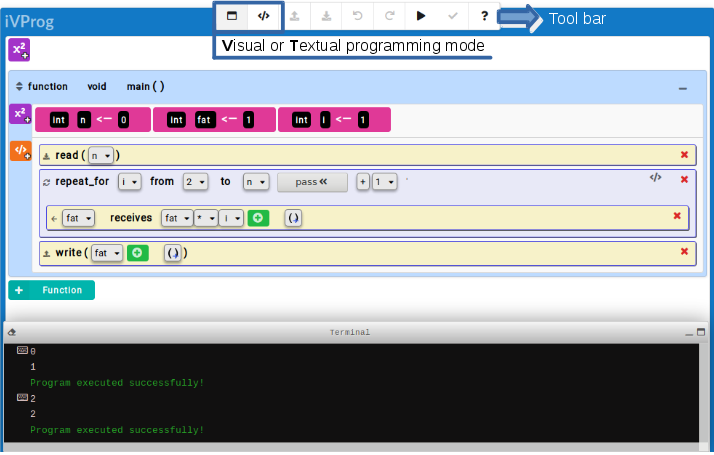 iVProg
</> ? Tool bar
Visual or Textual programming mode
x²
function void main ( )
x² int n <– 0 int fat <– 1 int i <– 1
</> read ( n )
repeat_for i from 2 to n pass + 1 </>
fat receives fat * i ( )
write ( fat ( ) )
+ Function
Terminal
0
1
Program executed successfully!
2
2
Program executed successfully!